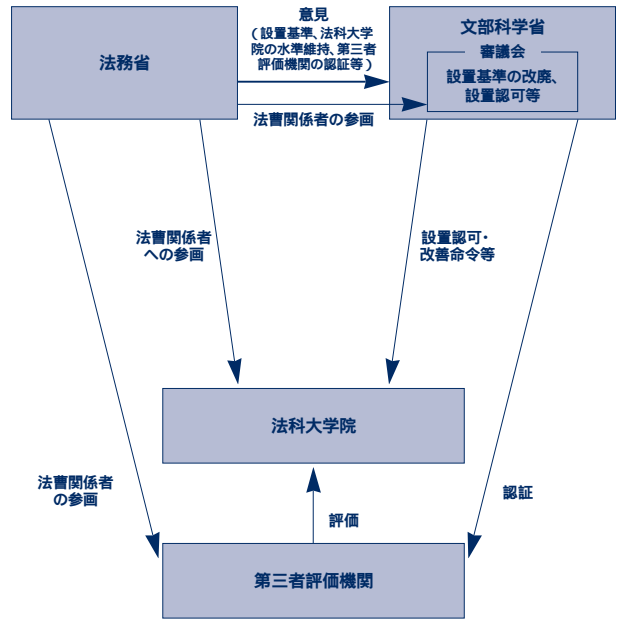 法務省
意見
(設置基準、法科大学
院の水準維持、第三者
評価機関の認証等)
法曹関係者の参画
文部科学省
審議会
設置基準の改廃、
設置認可等
法曹関係者
への参画
設置認可・
改善命令等
法科大学院
法曹関係者
の参画
評価
認証
第三者評価機関